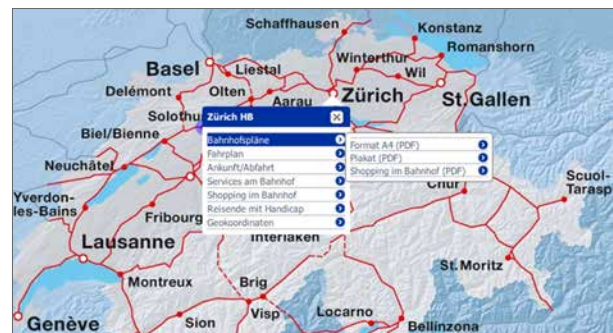 Schaffhausen
Konstanz
Romanshorn
Basel
Liestal
Winterthur
Wil
Delémont
Olten
Aarau
Zürich
St. Gallen
Solothu
Zürich HB
Biel/Bienne
Bahnhofspläne
Fahrplan
Ankunft/Abfahrt
Services am Bahnhof
Shopping im Bahnhof
Reisende mit Handicap
Geokoordinaten
Format A4 (PDF)
Plakat (PDF)
Shopping im Bahnhof (PDF)
Neuchâtel
Chur
Scuol-
Tarasp
Yverdon-
les-Bains
Fribourg
Interlaken
Lausanne
St. Moritz
Montreux
Brig
Visp
Locarno
Sion
Bellinzona
Genève